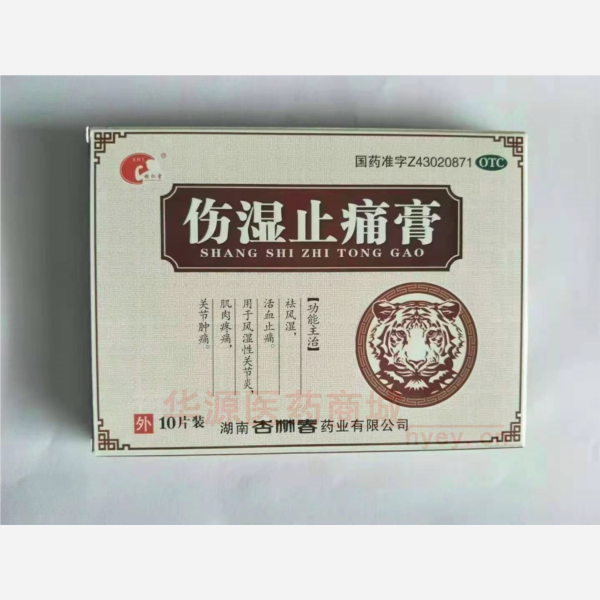 国药准字Z43020871 OTC
伤湿止痛膏
SHANG SHI ZHI TONG GAO
【功能主治】
祛风湿，
活血止痛。
用于风湿性关节炎，
肌肉疼痛，
关节肿痛。
华源医药商城
外 10片装 湖南杏林春药业有限公司